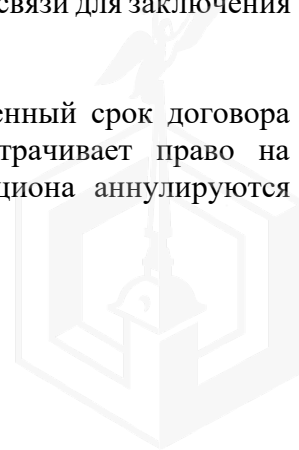 связи для заключения
енный срок договора
трачивает право на
циона аннулируются